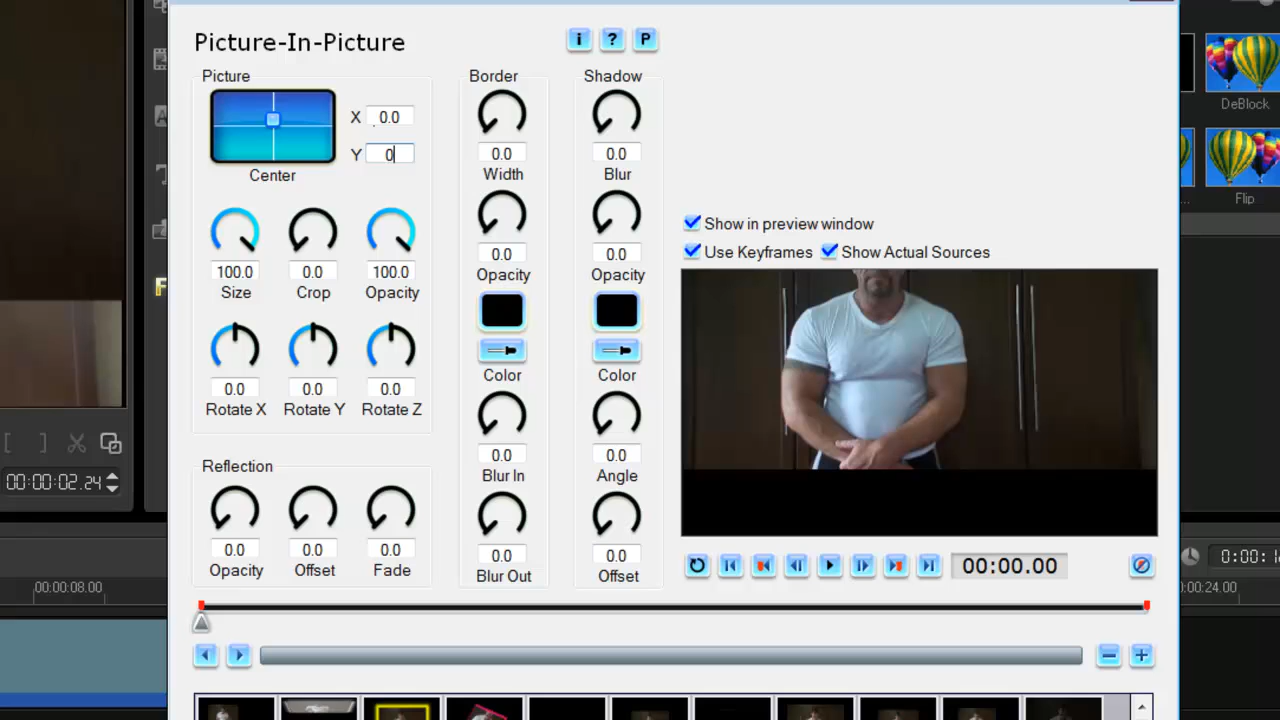 Picture-In-Picture
i ? P
Picture
X 0.0
Y 0
Center
100.0 0.0 100.0
Size Crop Opacity
0.0 0.0 0.0
Rotate X Rotate Y Rotate Z
Reflection
0.0 0.0 0.0
Opacity Offset Fade
Border
0.0
Width
0.0
Opacity
Color
0.0
Blur In
0.0
Blur Out
Shadow
0.0
Blur
0.0
Opacity
Color
0.0
Angle
0.0
Offset
Show in preview window
Use Keyframes Show Actual Sources
00:00.00
DeBlock
Flip
[ ]
00:00:02.24
00:00:08.00